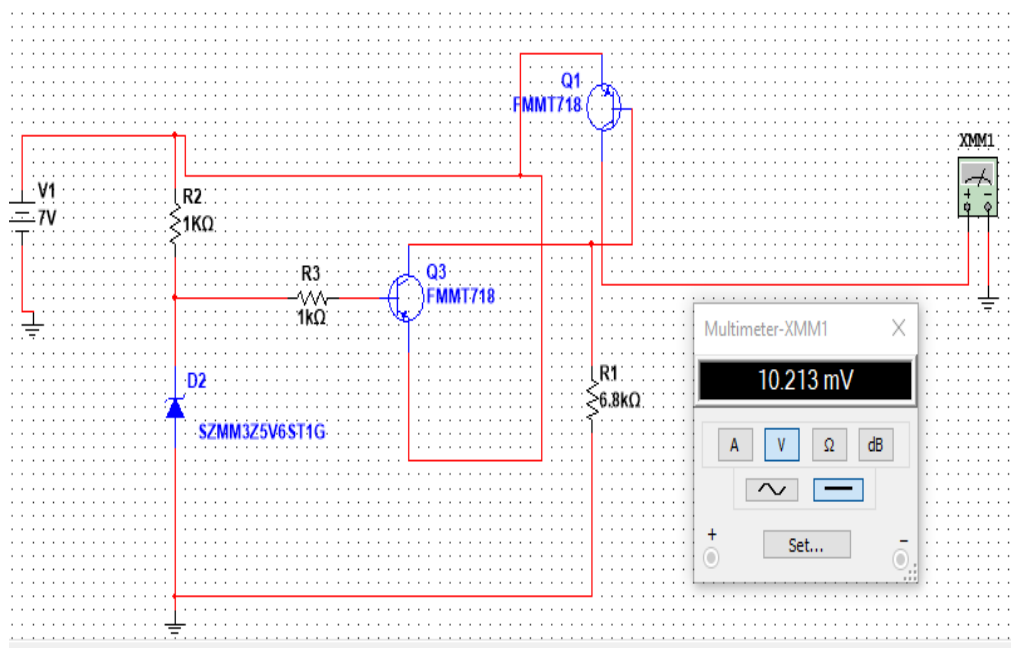 Q1
FMMT718
XMM1
V1
7V
R2
1KΩ
R3
1kΩ
Q3
FMMT718
Multimeter-XMM1 X
10.213 mV
D2
SZMM3Z5V6ST1G
R1
6.8kΩ
A V Ω dB
+ Set... –